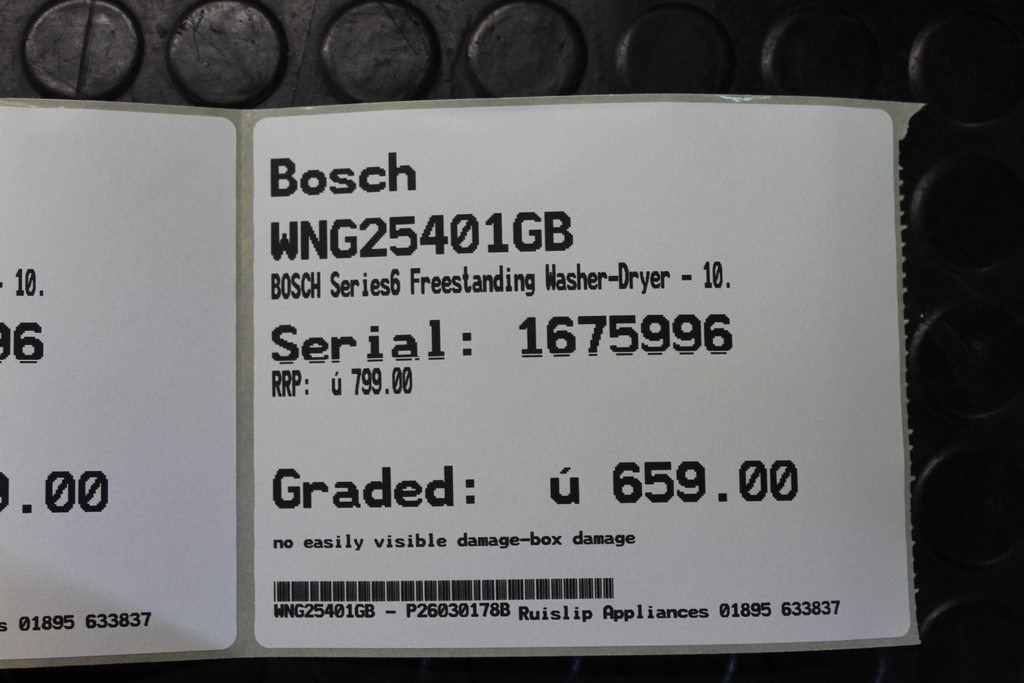 Bosch
WNG25401GB
BOSCH Series6 Freestanding Washer-Dryer - 10.
Serial: 1675996
RRP: ú 799.00
Graded: ú 659.00
no easily visible damage-box damage
WNG25401GB - P26030178B Ruislip Appliances 01895 633837
- 10.
96
9.00
s 01895 633837